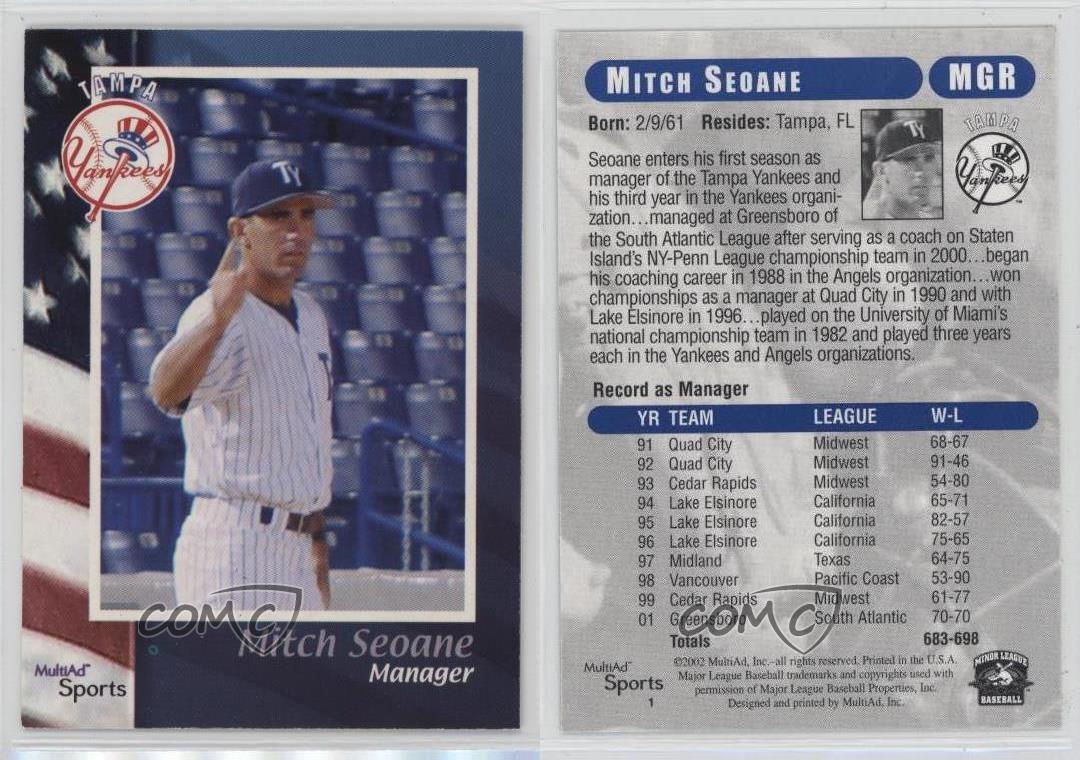 TAMPA
Yankees
TY
Mitch Seoane
Manager
MultiAd™
Sports
COMC
MITCH SEOANE
MGR
Born: 2/9/61 Resides: Tampa, FL
TY
TAMPA
Yankees
™
Seoane enters his first season as
manager of the Tampa Yankees and
his third year in the Yankees organi-
zation...managed at Greensboro of
the South Atlantic League after serving as a coach on Staten
Island's NY-Penn League championship team in 2000...began
his coaching career in 1988 in the Angels organization...won
championships as a manager at Quad City in 1990 and with
Lake Elsinore in 1996...played on the University of Miami's
national championship team in 1982 and played three years
each in the Yankees and Angels organizations.
Record as Manager
YR TEAM LEAGUE W-L
91 Quad City Midwest 68-67
92 Quad City Midwest 91-46
93 Cedar Rapids Midwest 54-80
94 Lake Elsinore California 65-71
95 Lake Elsinore California 82-57
96 Lake Elsinore California 75-65
97 Midland Texas 64-75
98 Vancouver Pacific Coast 53-90
99 Cedar Rapids Midwest 61-77
01 Greensboro South Atlantic 70-70
Totals 683-698
COMC
MultiAd™
Sports
1
©2002 MultiAd, Inc.–all rights reserved. Printed in the U.S.A.
Major League Baseball trademarks and copyrights used with
permission of Major League Baseball Properties, Inc.
Designed and printed by MultiAd, Inc.
MINOR LEAGUE
BASEBALL